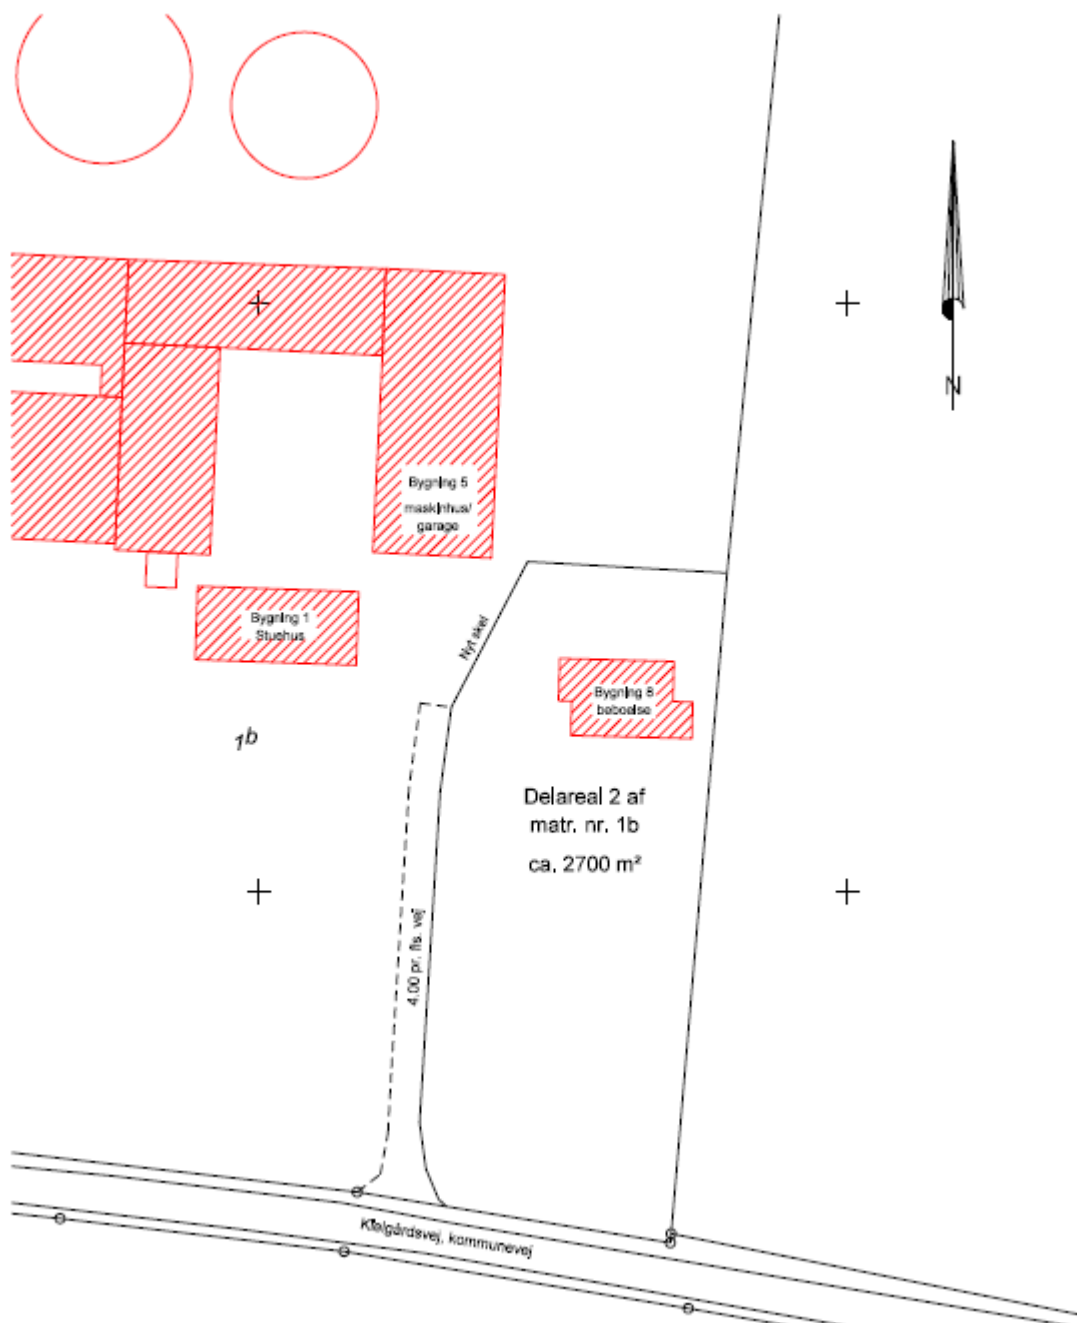 N
Bygning 5
maskinhus/
garage
Bygning 1
Stuehus
Nyt skel
Bygning 8
beboelse
1b
Delareal 2 af
matr. nr. 1b
ca. 2700 m²
4.00 pr. fls. vej
Kielgårdsvej, kommunevej